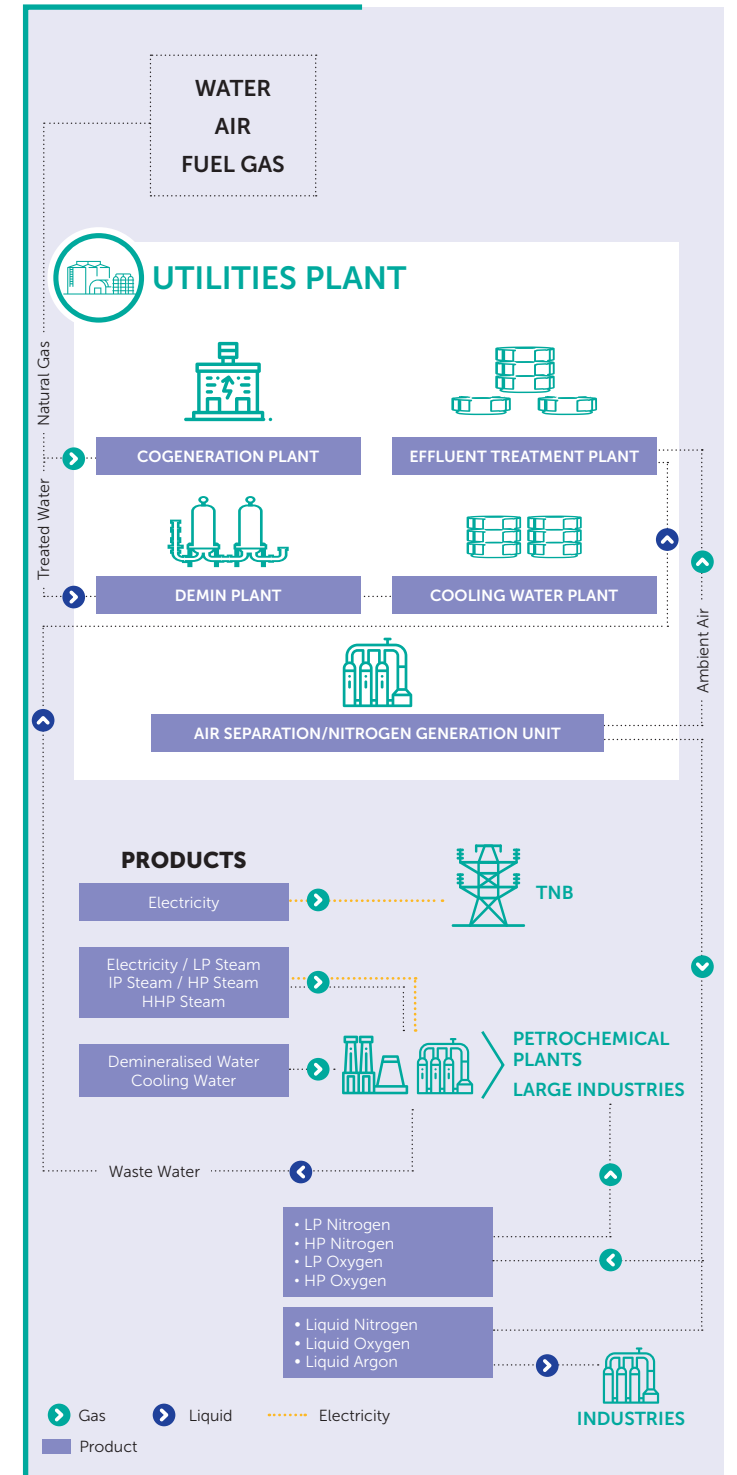 WATER
AIR
FUEL GAS
UTILITIES PLANT
Natural Gas
Treated Water
COGENERATION PLANT
EFFLUENT TREATMENT PLANT
DEMIN PLANT
COOLING WATER PLANT
Ambient Air
AIR SEPARATION/NITROGEN GENERATION UNIT
PRODUCTS
Electricity
TNB
Electricity / LP Steam
IP Steam / HP Steam
HHP Steam
Demineralised Water
Cooling Water
PETROCHEMICAL
PLANTS
LARGE INDUSTRIES
Waste Water
• LP Nitrogen
• HP Nitrogen
• LP Oxygen
• HP Oxygen
• Liquid Nitrogen
• Liquid Oxygen
• Liquid Argon
INDUSTRIES
Gas
Liquid
Electricity
Product